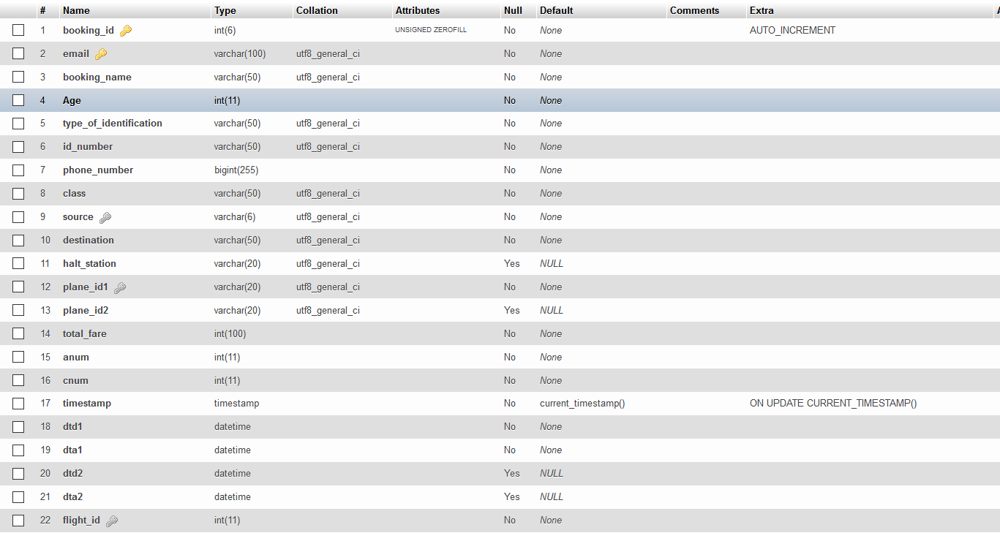 # Name Type Collation Attributes Null Default Comments Extra
1 booking_id int(6) UNSIGNED ZEROFILL No None AUTO_INCREMENT
2 email varchar(100) utf8_general_ci No None
3 booking_name varchar(50) utf8_general_ci No None
4 Age int(11) No None
5 type_of_identification varchar(50) utf8_general_ci No None
6 id_number varchar(50) utf8_general_ci No None
7 phone_number bigint(255) No None
8 class varchar(50) utf8_general_ci No None
9 source varchar(6) utf8_general_ci No None
10 destination varchar(50) utf8_general_ci No None
11 halt_station varchar(20) utf8_general_ci Yes NULL
12 plane_id1 varchar(20) utf8_general_ci No None
13 plane_id2 varchar(20) utf8_general_ci Yes NULL
14 total_fare int(100) No None
15 anum int(11) No None
16 cnum int(11) No None
17 timestamp timestamp No current_timestamp() ON UPDATE CURRENT_TIMESTAMP()
18 dtd1 datetime No None
19 dta1 datetime No None
20 dtd2 datetime Yes NULL
21 dta2 datetime Yes NULL
22 flight_id int(11) No None